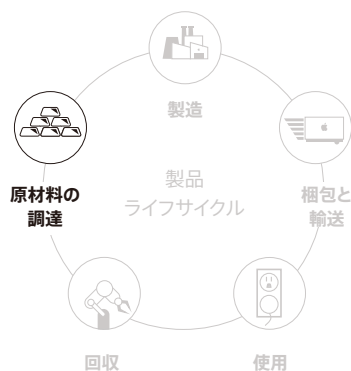 製造
原材料の
調達
製品
ライフサイクル
梱包と
輸送
回収
使用